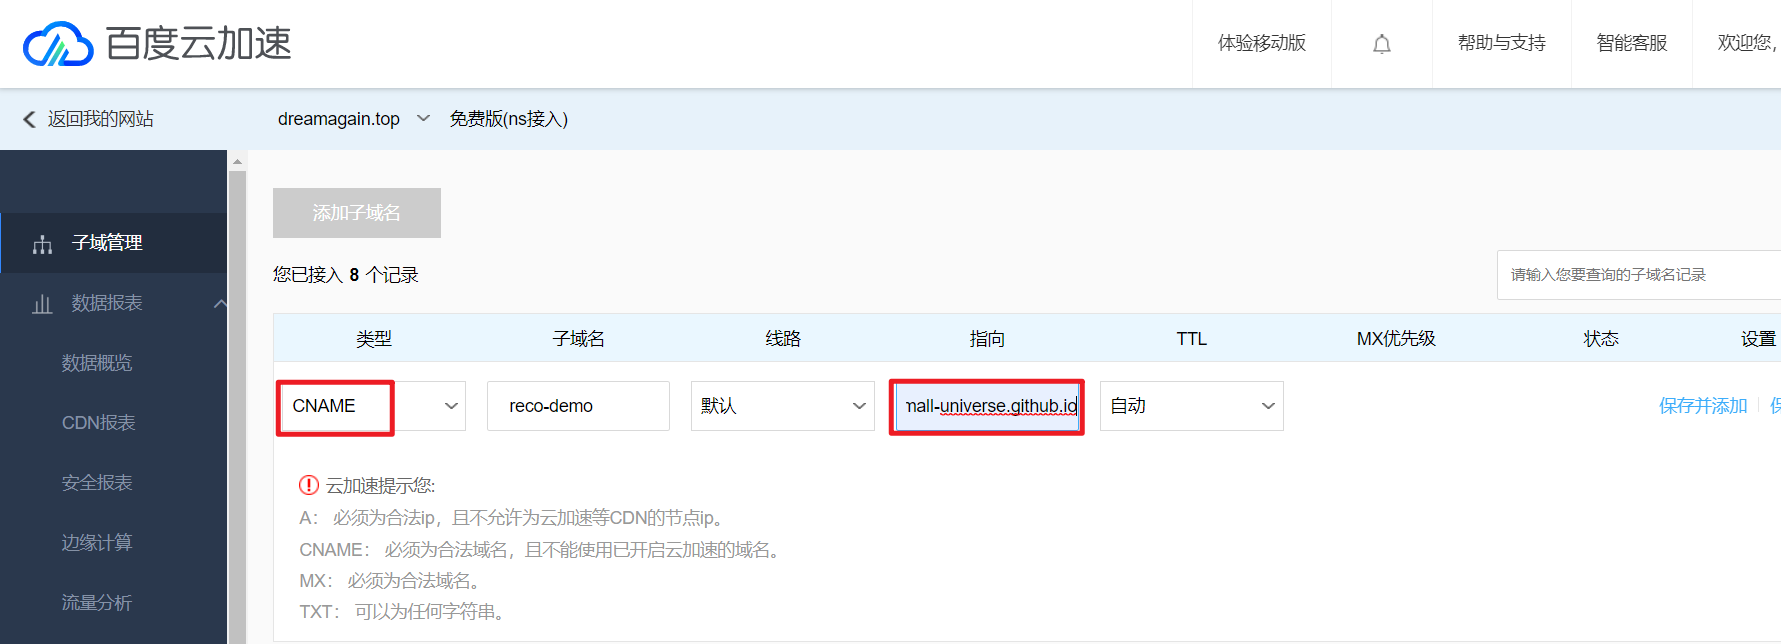 百度云加速
体验移动版
帮助与支持
智能客服
欢迎您,
返回我的网站
dreamagain.top
免费版(ns接入)
添加子域名
子域管理
您已接入 8 个记录
请输入您要查询的子域名记录
数据报表
类型 子域名 线路 指向 TTL MX优先级 状态 设置
数据概览
CNAME reco-demo 默认 mall-universe.github.io 自动 保存并添加
CDN报表
安全报表
云加速提示您:
A： 必须为合法ip，且不允许为云加速等CDN的节点ip。
边缘计算
CNAME： 必须为合法域名，且不能使用已开启云加速的域名。
MX： 必须为合法域名。
流量分析
TXT： 可以为任何字符串。